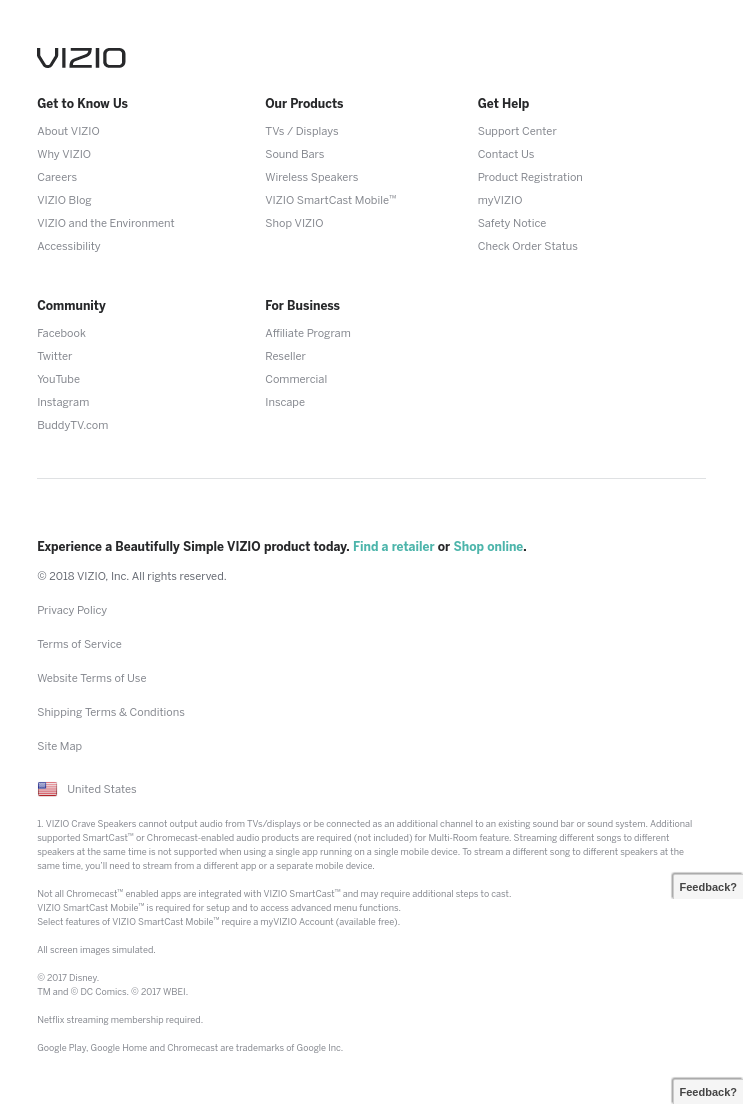 VIZIO
Get to Know Us
About VIZIO
Why VIZIO
Careers
VIZIO Blog
VIZIO and the Environment
Accessibility
Our Products
TVs / Displays
Sound Bars
Wireless Speakers
VIZIO SmartCast Mobile™
Shop VIZIO
Get Help
Support Center
Contact Us
Product Registration
myVIZIO
Safety Notice
Check Order Status
Community
Facebook
Twitter
YouTube
Instagram
BuddyTV.com
For Business
Affiliate Program
Reseller
Commercial
Inscape
Experience a Beautifully Simple VIZIO product today. Find a retailer or Shop online.
© 2018 VIZIO, Inc. All rights reserved.
Privacy Policy
Terms of Service
Website Terms of Use
Shipping Terms & Conditions
Site Map
United States
1. VIZIO Crave Speakers cannot output audio from TVs/displays or be connected as an additional channel to an existing sound bar or sound system. Additional
supported SmartCast™ or Chromecast-enabled audio products are required (not included) for Multi-Room feature. Streaming different songs to different
speakers at the same time is not supported when using a single app running on a single mobile device. To stream a different song to different speakers at the
same time, you'll need to stream from a different app or a separate mobile device.
Not all Chromecast™ enabled apps are integrated with VIZIO SmartCast™ and may require additional steps to cast.
VIZIO SmartCast Mobile™ is required for setup and to access advanced menu functions.
Select features of VIZIO SmartCast Mobile™ require a myVIZIO Account (available free).
All screen images simulated.
© 2017 Disney.
TM and © DC Comics. © 2017 WBEI.
Netflix streaming membership required.
Google Play, Google Home and Chromecast are trademarks of Google Inc.
Feedback?
Feedback?